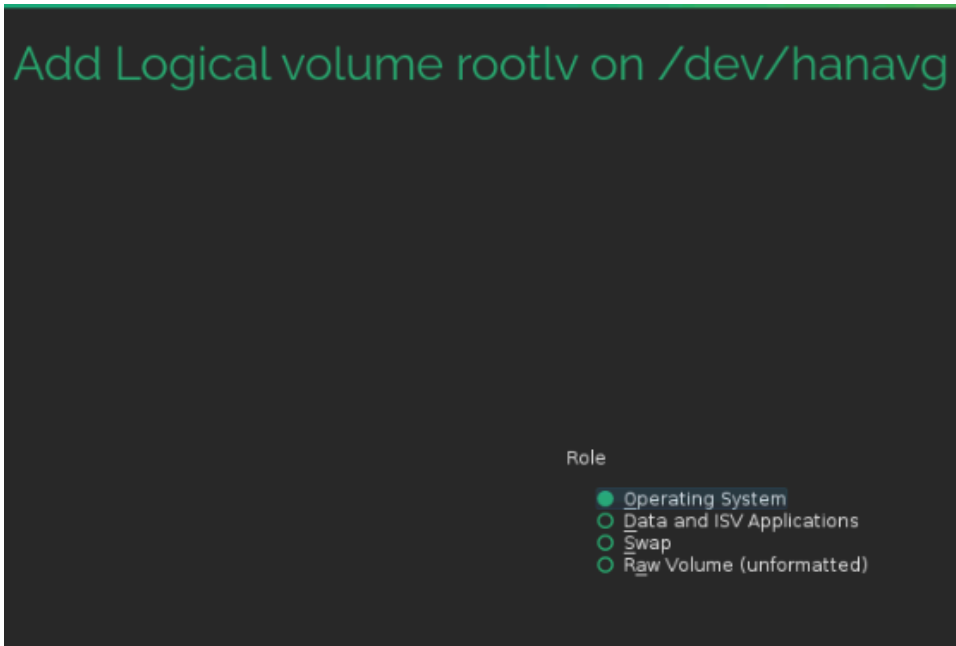 Add Logical volume rootlv on /dev/hanavg
Role
Operating System
Data and ISV Applications
Swap
Raw Volume (unformatted)